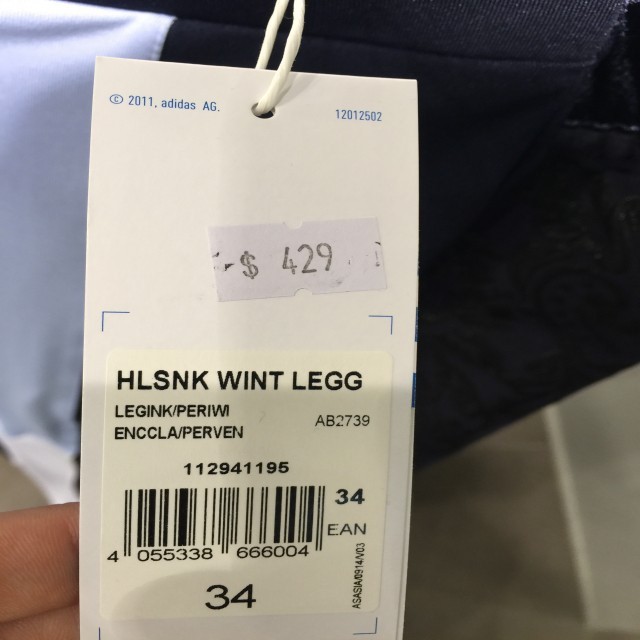 © 2011, adidas AG.
12012502
$ 429
HLSNK WINT LEGG
LEGINK/PERIWI
ENCCLA/PERVEN
AB2739
112941195
34
EAN
4 055338 666004
34
ASASIA/0914/V03